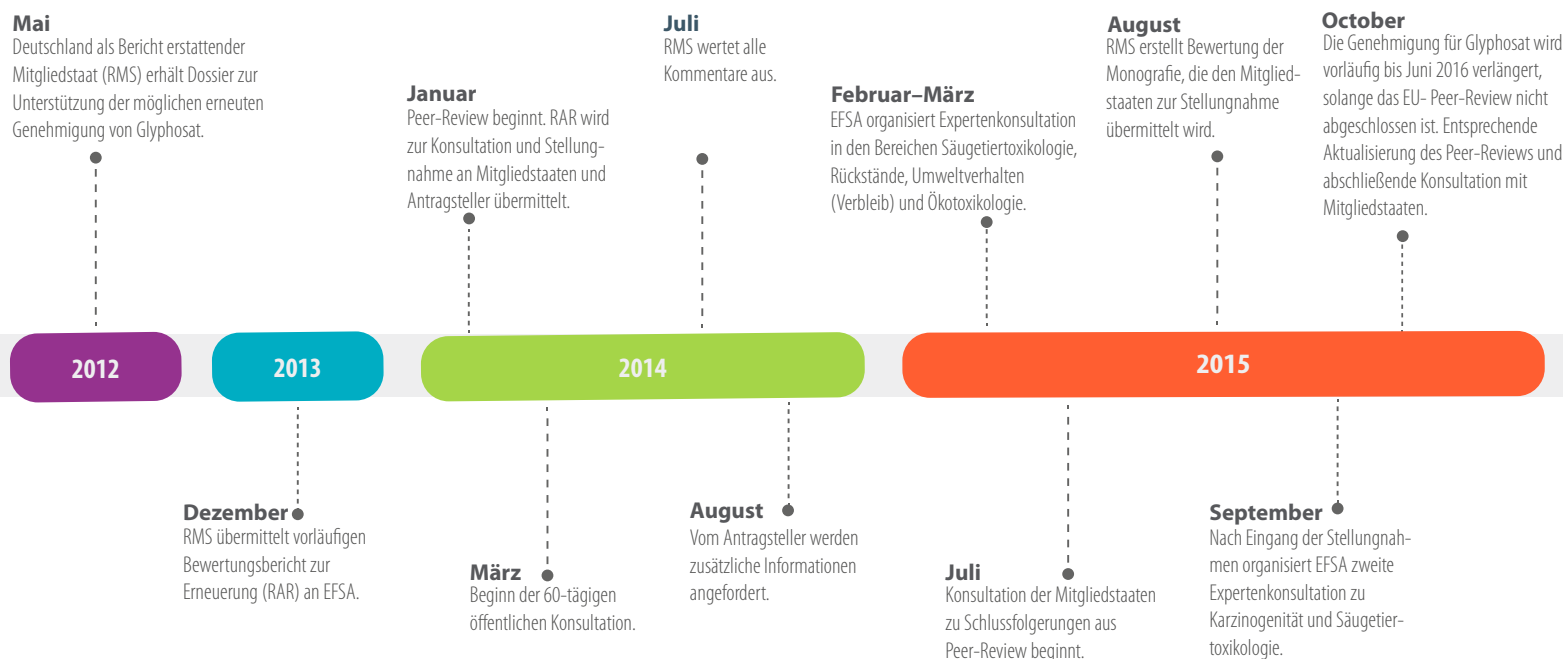 Mai
Deutschland als Bericht erstattender
Mitgliedstaat (RMS) erhält Dossier zur
Unterstützung der möglichen erneuten
Genehmigung von Glyphosat.
Januar
Peer-Review beginnt. RAR wird
zur Konsultation und Stellung-
nahme an Mitgliedstaaten und
Antragsteller übermittelt.
Juli
RMS wertet alle
Kommentare aus.
Februar–März
EFSA organisiert Expertenkonsultation
in den Bereichen Säugetiertoxikologie,
Rückstände, Umweltverhalten
(Verbleib) und Ökotoxikologie.
August
RMS erstellt Bewertung der
Monografie, die den Mitglied-
staaten zur Stellungnahme
übermittelt wird.
October
Die Genehmigung für Glyphosat wird
vorläufig bis Juni 2016 verlängert,
solange das EU- Peer-Review nicht
abgeschlossen ist. Entsprechende
Aktualisierung des Peer-Reviews und
abschließende Konsultation mit
Mitgliedstaaten.
2012
2013
2014
2015
Dezember
RMS übermittelt vorläufigen
Bewertungsbericht zur
Erneuerung (RAR) an EFSA.
März
Beginn der 60-tägigen
öffentlichen Konsultation.
August
Vom Antragsteller werden
zusätzliche Informationen
angefordert.
Juli
Konsultation der Mitgliedstaaten
zu Schlussfolgerungen aus
Peer-Review beginnt.
September
Nach Eingang der Stellungnah-
men organisiert EFSA zweite
Expertenkonsultation zu
Karzinogenität und Säugetier-
toxikologie.